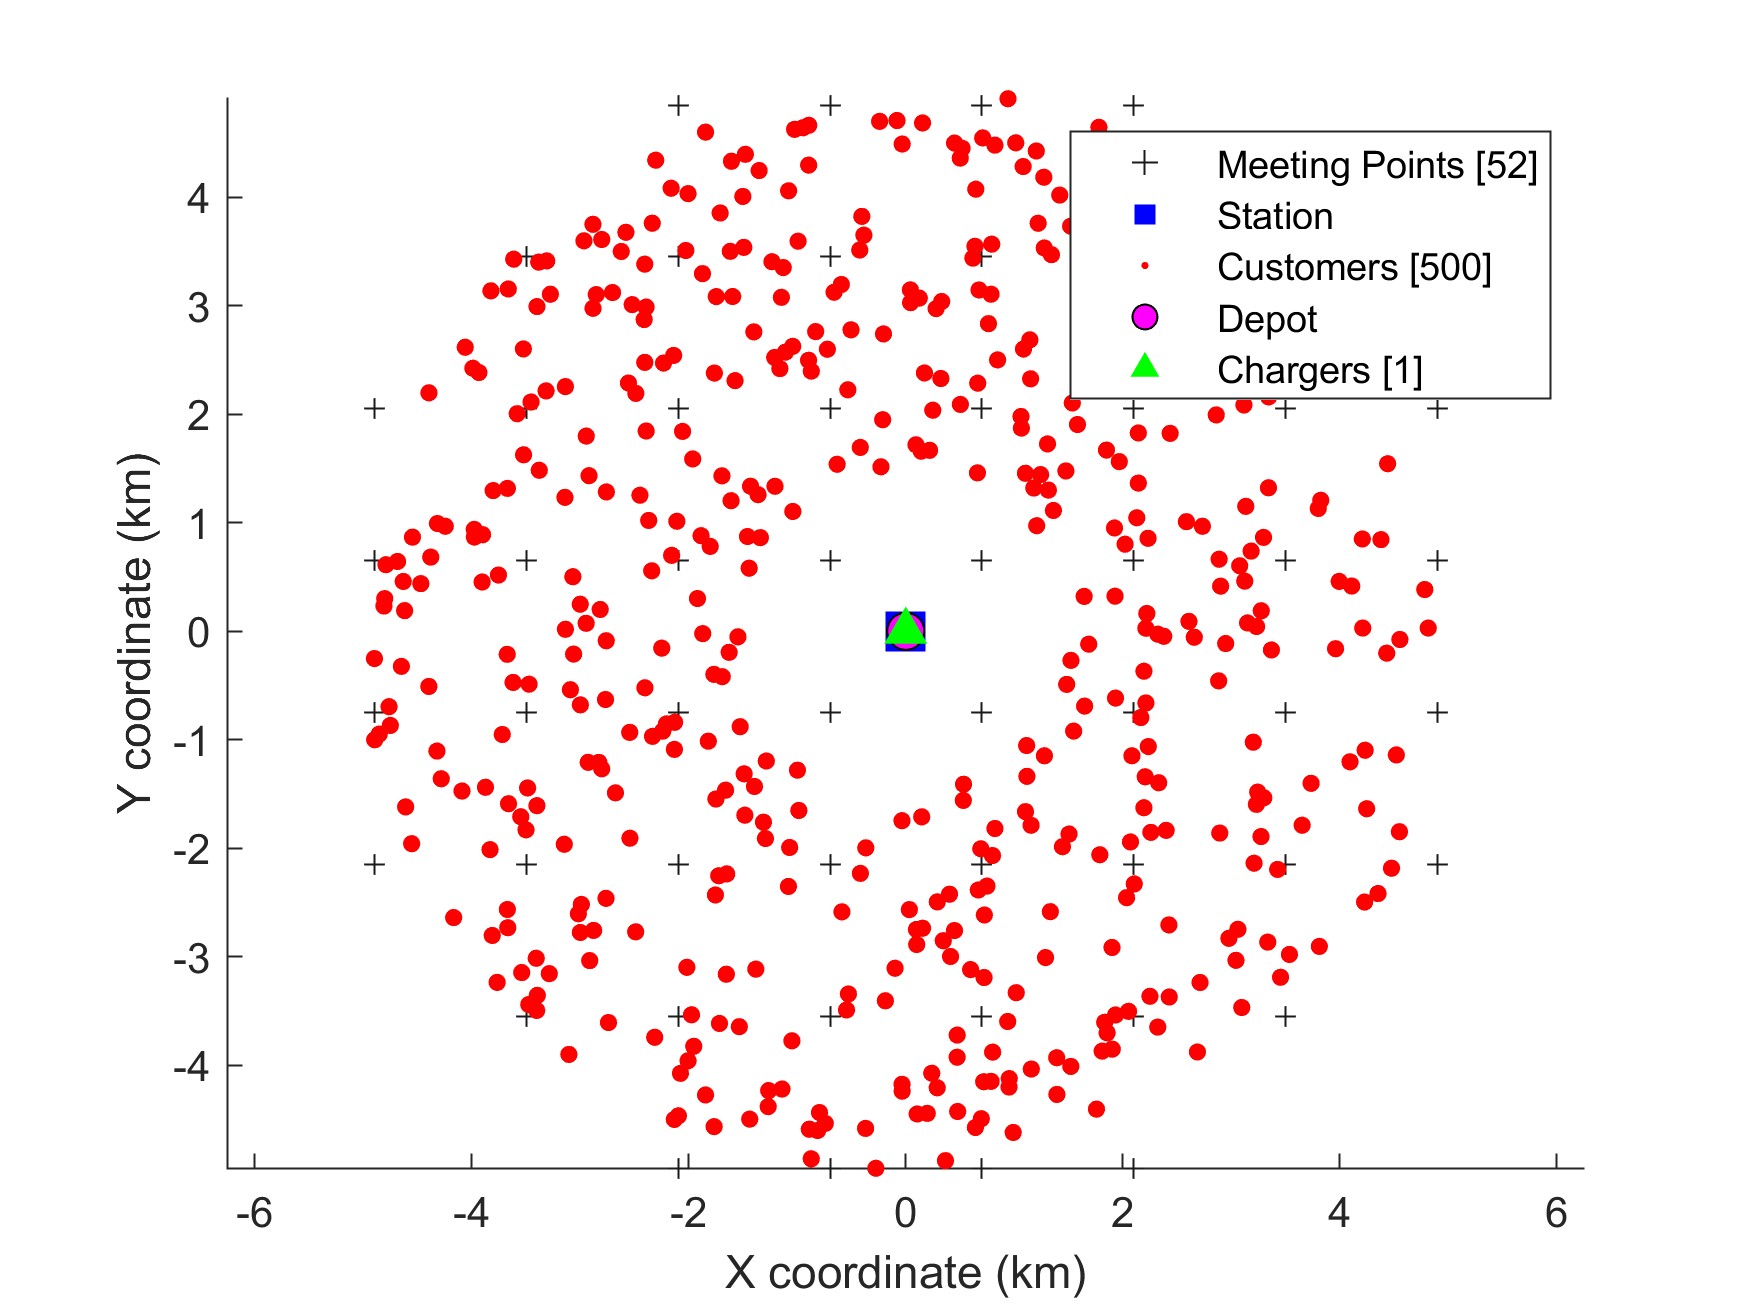 Meeting Points [52]
Station
Customers [500]
Depot
Chargers [1]
4
3
2
1
0
-1
-2
-3
-4
Y coordinate (km)
-6
-4
-2
0
2
4
6
X coordinate (km)